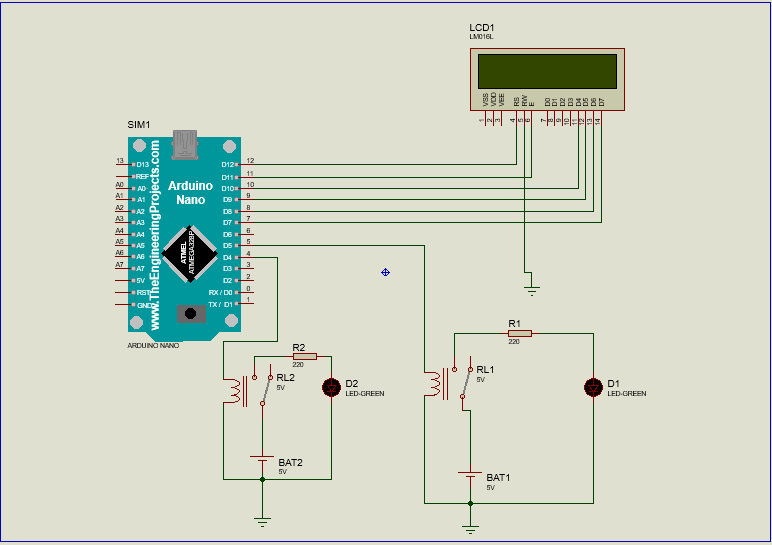 LCD1
LM016L
VSS
VDD
VEE
RS
RW
E
D0
D1
D2
D3
D4
D5
D6
D7
1
2
3
4
5
6
7
8
9
10
11
12
13
14
SIM1
www.TheEngineeringProjects.com
Arduino
Nano
ATMEL
ATMEGA328P
13 D13
REF
A0 A0
A1 A1
A2 A2
A3 A3
A4 A4
A5 A5
A6 A6
A7 A7
5V
RST
GND
D12 12
D11 11
D10 10
D9 9
D8 8
D7 7
D6 6
D5 5
D4 4
D3 3
D2 2
RX / D0 0
TX / D1 1
ARDUINO NANO
R2
220
RL2
5V
D2
LED-GREEN
BAT2
5V
R1
220
RL1
5V
D1
LED-GREEN
BAT1
5V